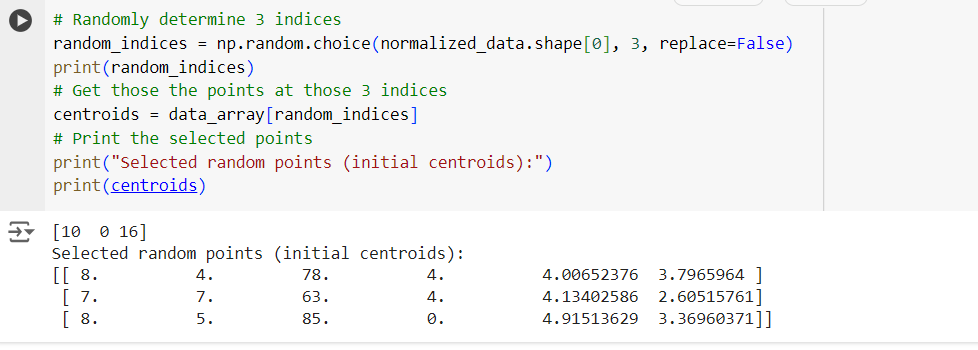 # Randomly determine 3 indices
random_indices = np.random.choice(normalized_data.shape[0], 3, replace=False)
print(random_indices)
# Get those the points at those 3 indices
centroids = data_array[random_indices]
# Print the selected points
print("Selected random points (initial centroids):")
print(centroids)
[10  0 16]
Selected random points (initial centroids):
[[ 8.          4.         78.          4.          4.00652376  3.7965964 ]
 [ 7.          7.         63.          4.          4.13402586  2.60515761]
 [ 8.          5.         85.          0.          4.91513629  3.36960371]]